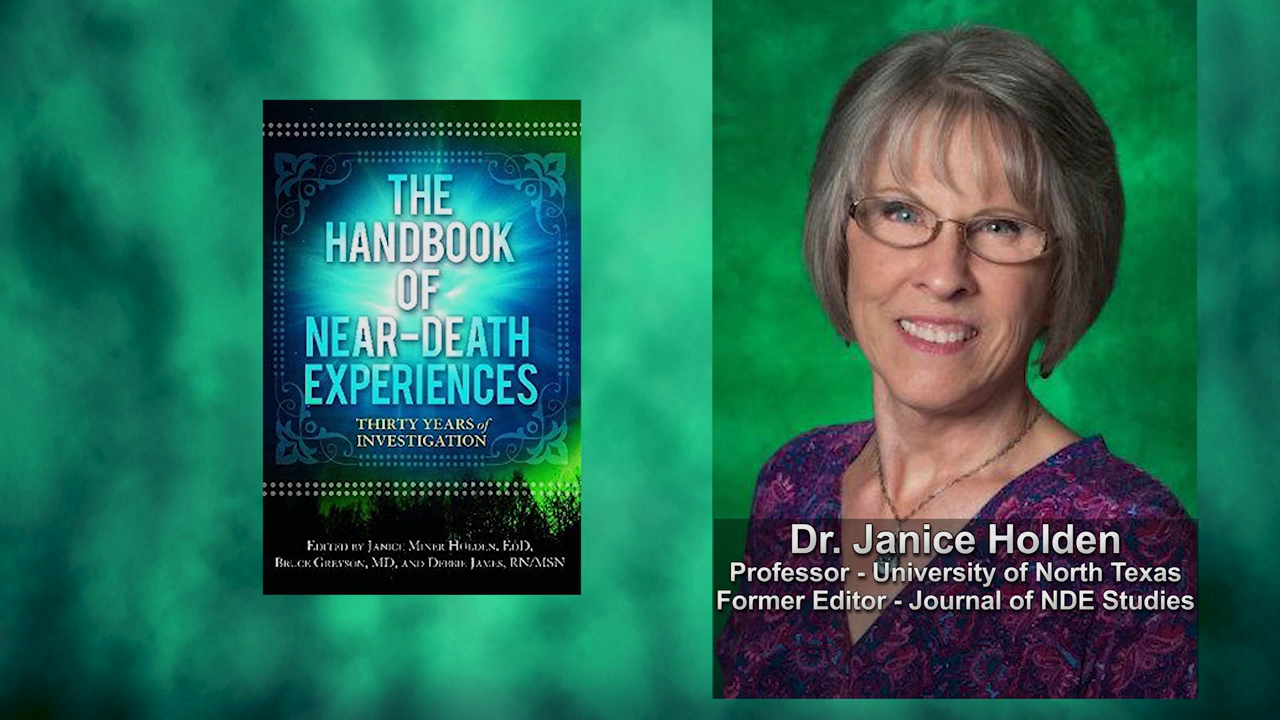 THE
HANDBOOK
OF
NEAR-DEATH
EXPERIENCES
THIRTY YEARS of
INVESTIGATION
EDITED BY JANICE MINER HOLDEN, EDD,
BRUCE GREYSON, MD, AND DEBBIE JAMES, RN/MSN
Dr. Janice Holden
Professor - University of North Texas
Former Editor - Journal of NDE Studies